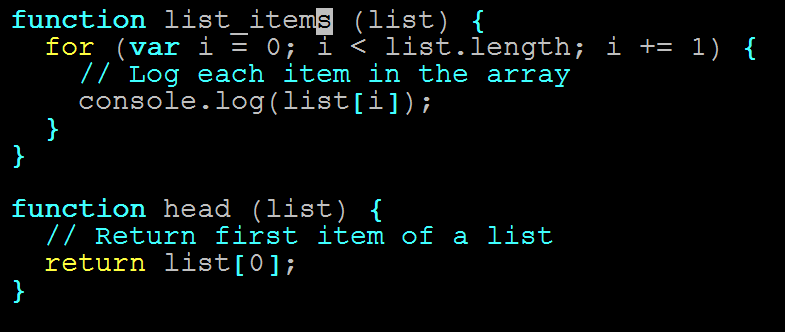 function list_items (list) {
  for (var i = 0; i < list.length; i += 1) {
    // Log each item in the array
    console.log(list[i]);
  }
}

function head (list) {
  // Return first item of a list
  return list[0];
}